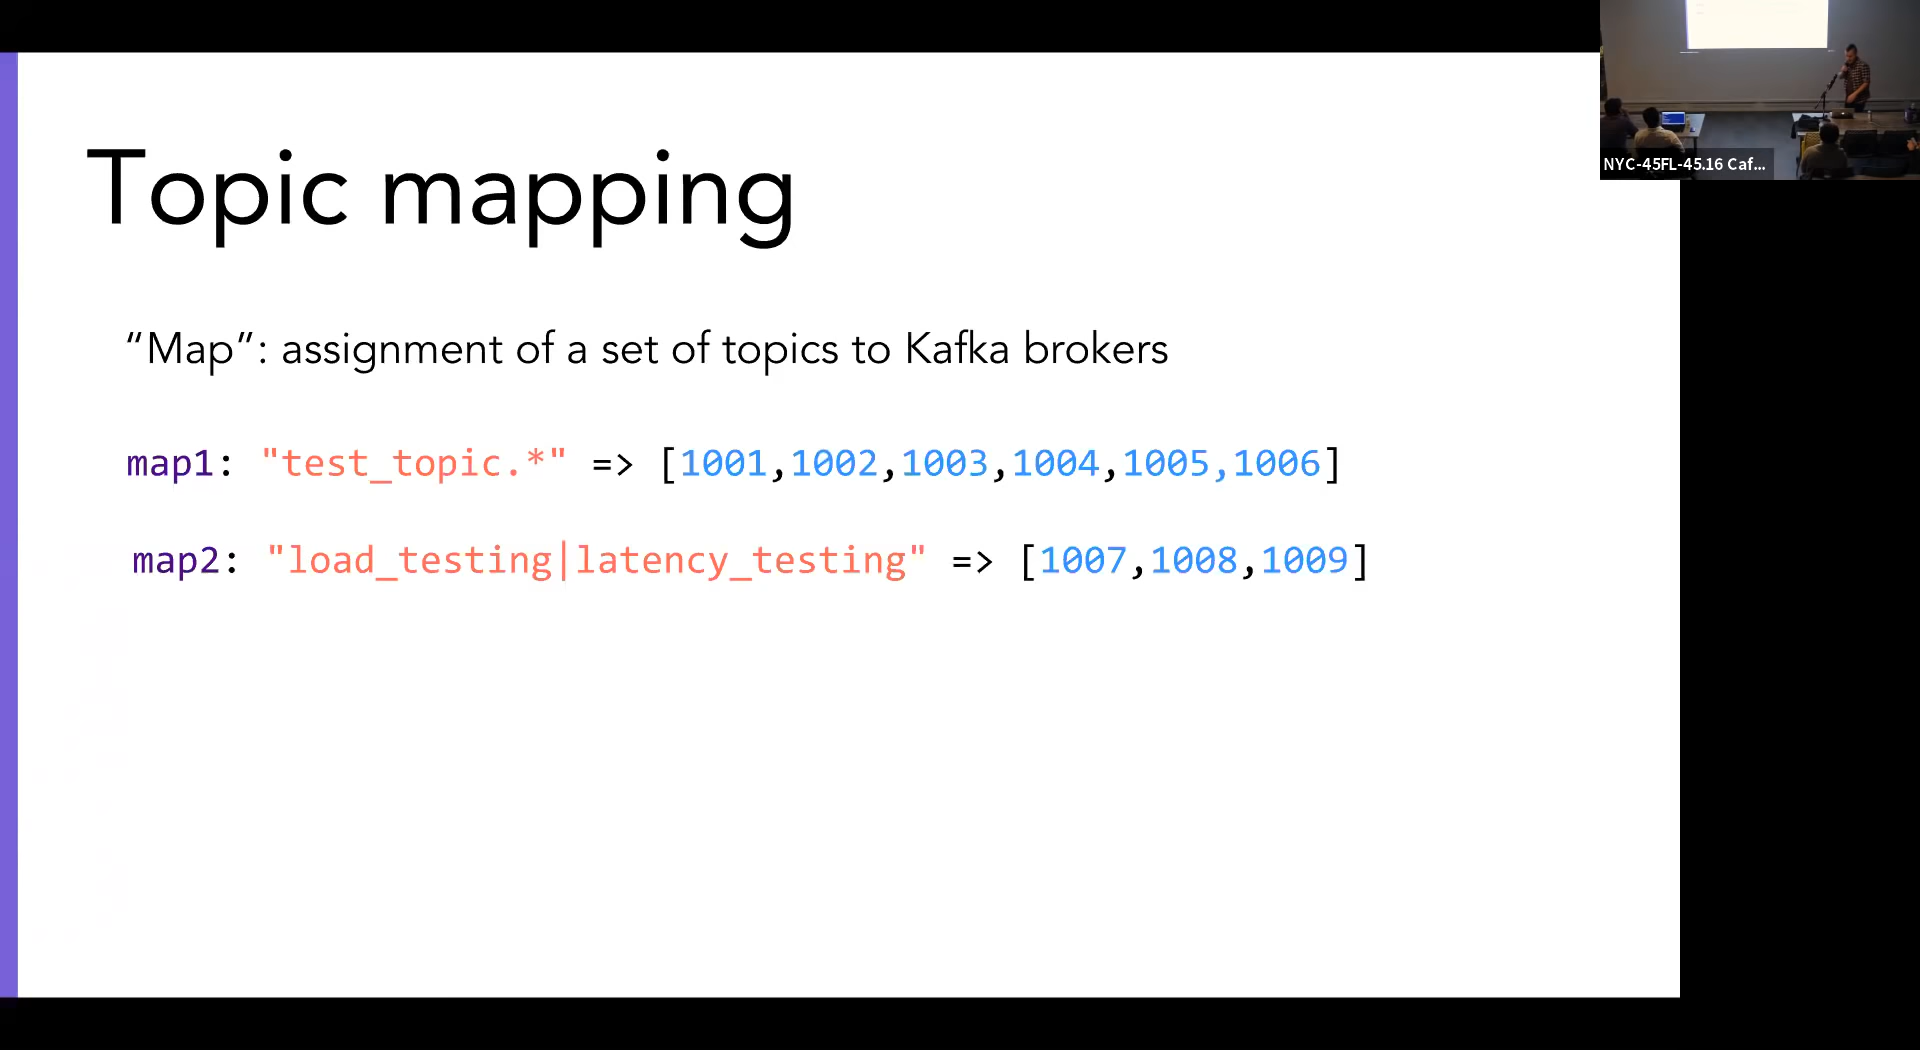 Topic mapping
“Map”: assignment of a set of topics to Kafka brokers
map1: "test_topic.*" => [1001,1002,1003,1004,1005,1006]
map2: "load_testing|latency_testing" => [1007,1008,1009]
NYC-45FL-45.16 Caf...